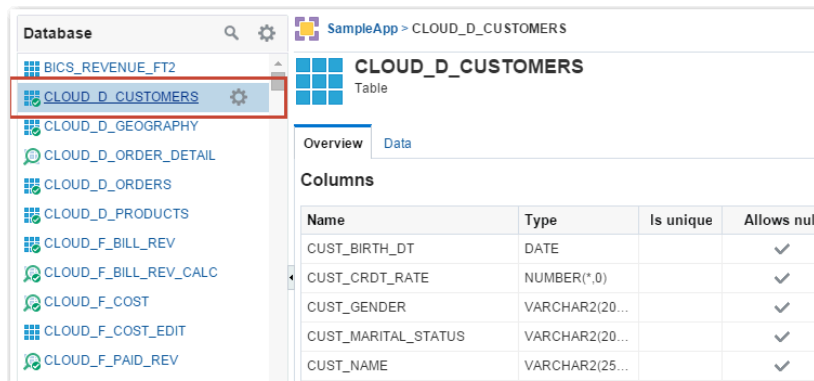 Database
BICS_REVENUE_FT2
CLOUD_D_CUSTOMERS
CLOUD_D_GEOGRAPHY
CLOUD_D_ORDER_DETAIL
CLOUD_D_ORDERS
CLOUD_D_PRODUCTS
CLOUD_F_BILL_REV
CLOUD_F_BILL_REV_CALC
CLOUD_F_COST
CLOUD_F_COST_EDIT
CLOUD_F_PAID_REV
SampleApp > CLOUD_D_CUSTOMERS
CLOUD_D_CUSTOMERS
Table
Overview Data
Columns
Name Type Is unique Allows nul
CUST_BIRTH_DT DATE
CUST_CRDT_RATE NUMBER(*,0)
CUST_GENDER VARCHAR2(20...
CUST_MARITAL_STATUS VARCHAR2(20...
CUST_NAME VARCHAR2(25...